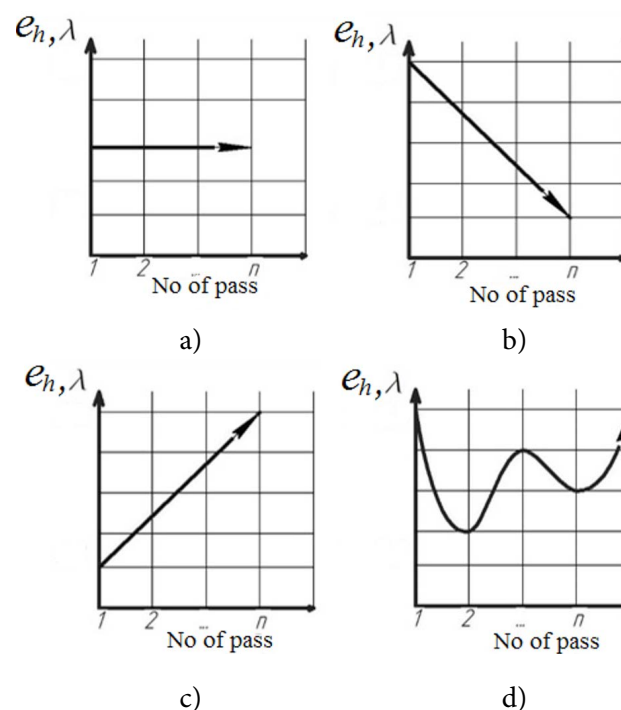 e_h, λ
1 2 ... n
No of pass
a)
e_h, λ
1 2 ... n
No of pass
b)
e_h, λ
1 2 ... n
No of pass
c)
e_h, λ
1 2 ... n
No of pass
d)